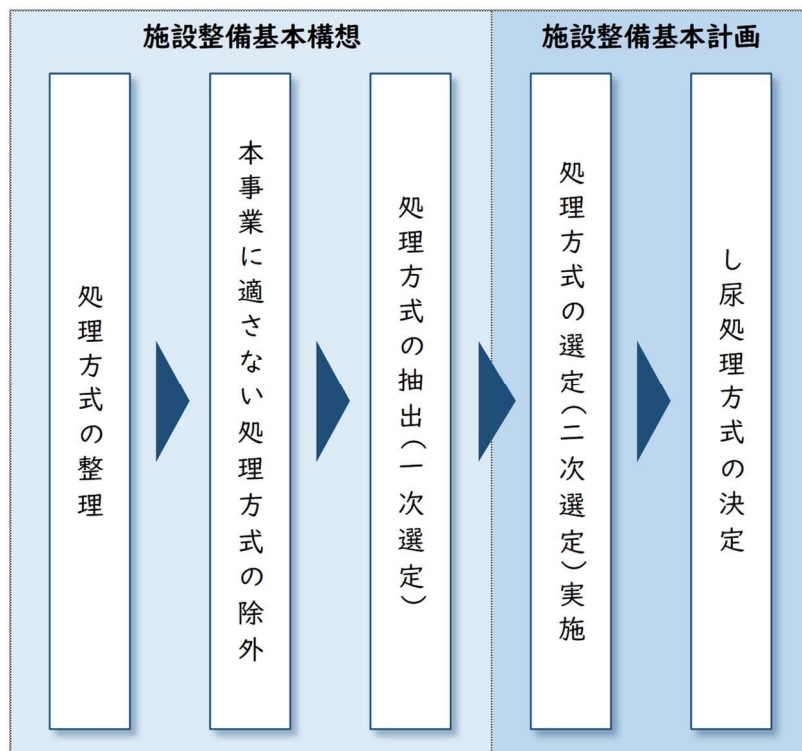 施設整備基本構想
処理方式の整理
本事業に適さない処理方式の除外
処理方式の抽出（一次選定）
施設整備基本計画
処理方式の選定（二次選定）実施
し尿処理方式の決定